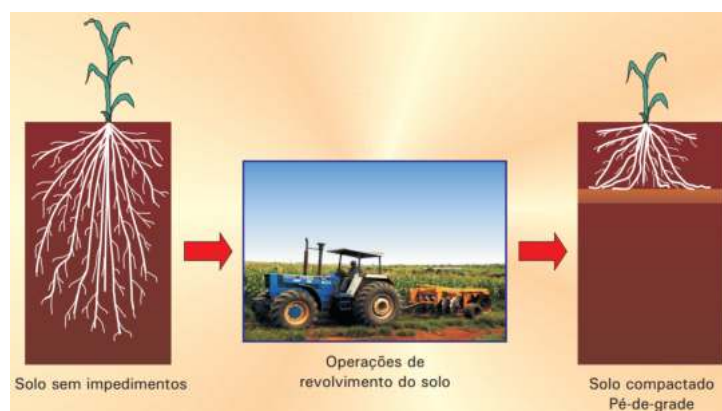 Solo sem impedimentos
Operações de
revolvimento do solo
Solo compactado
Pé-de-grade